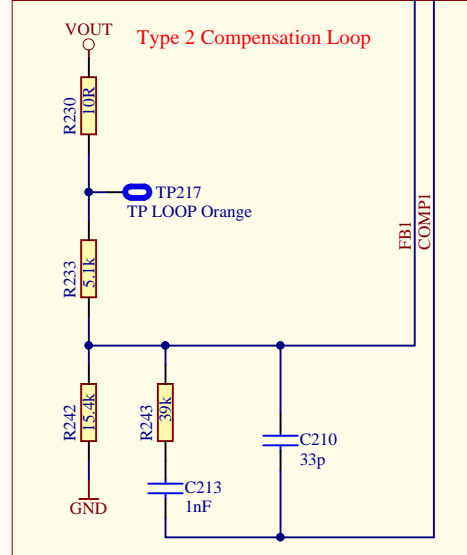 VOUT
Type 2 Compensation Loop
R230
10R
TP217
TP LOOP Orange
FB1
COMP1
R233
5.1k
R242
15.4k
R243
39k
C210
33p
C213
1nF
GND